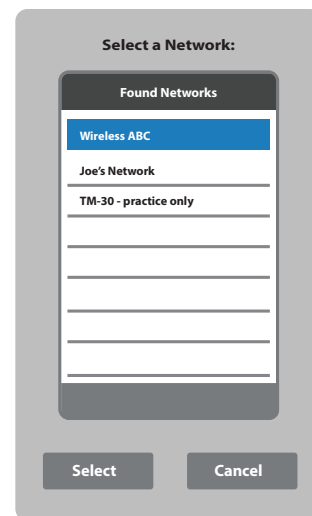 Select a Network:
Found Networks
Wireless ABC
Joe's Network
TM-30 - practice only
Select Cancel